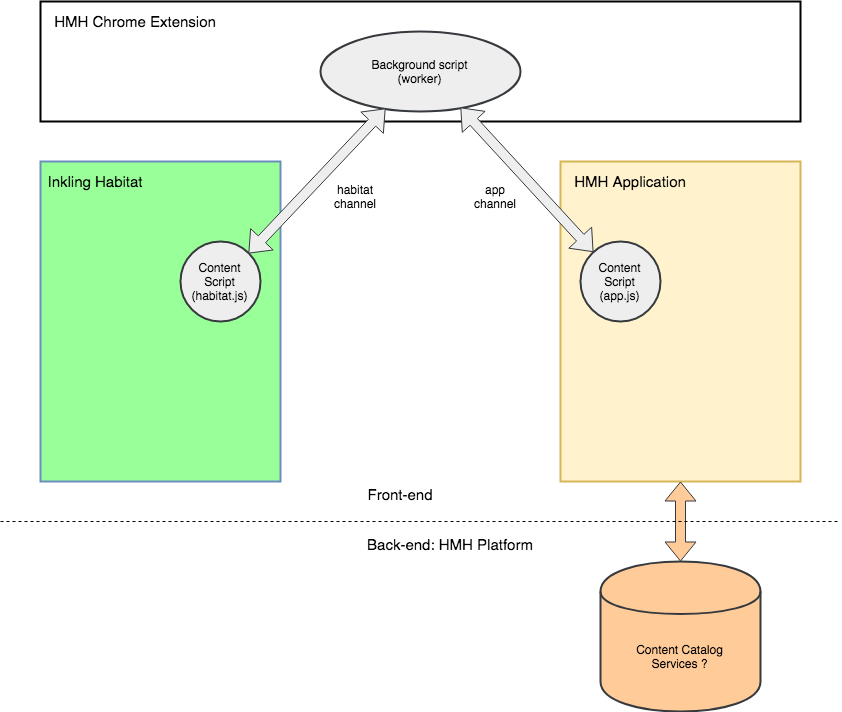 HMH Chrome Extension
Background script
(worker)
Inkling Habitat
habitat
channel
app
channel
HMH Application
Content
Script
(habitat.js)
Content
Script
(app.js)
Front-end
Back-end: HMH Platform
Content Catalog
Services ?